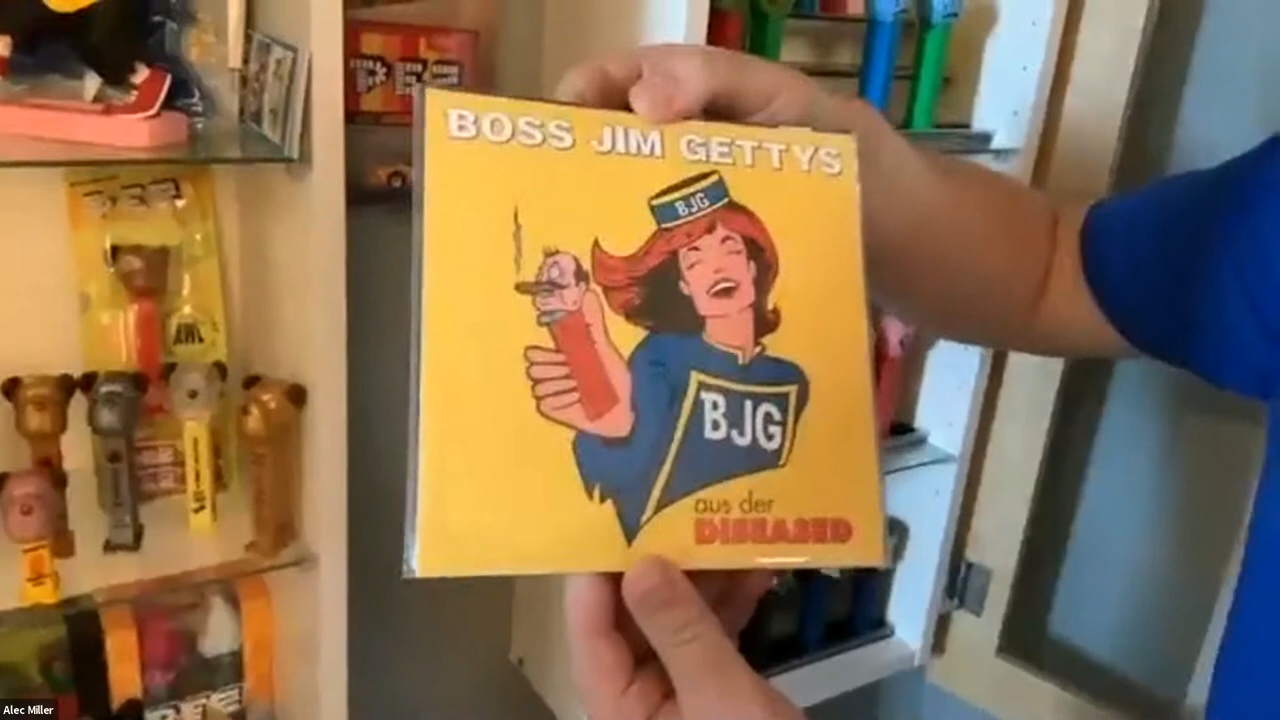 BOSS JIM GETTYS
BJG
BJG
aus der
DISEASED
PEZ
Alec Miller